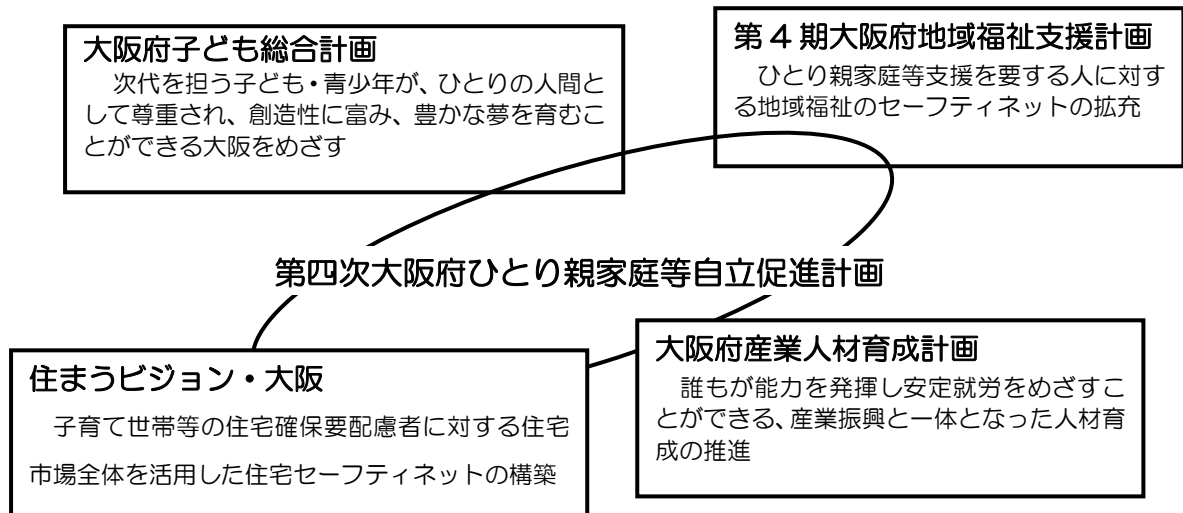 大阪府子ども総合計画
次代を担う子ども・青少年が、ひとりの人間と
して尊重され、創造性に富み、豊かな夢を育むこ
とができる大阪をめざす
第4期大阪府地域福祉支援計画
ひとり親家庭等支援を要する人に対す
る地域福祉のセーフティネットの拡充
第四次大阪府ひとり親家庭等自立促進計画
住まうビジョン・大阪
子育て世帯等の住宅確保要配慮者に対する住宅
市場全体を活用した住宅セーフティネットの構築
大阪府産業人材育成計画
誰もが能力を発揮し安定就労をめざすこ
とができる、産業振興と一体となった人材育
成の推進